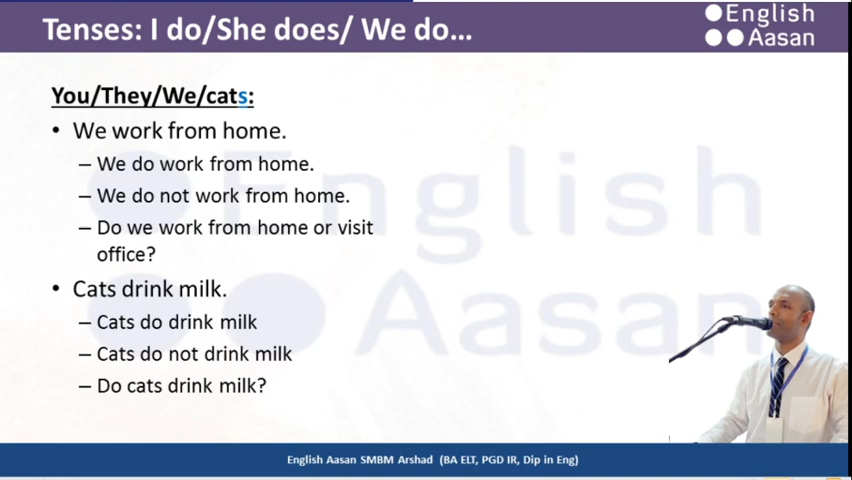 Tenses: I do/She does/ We do...
English
Aasan
You/They/We/cats:
• We work from home.
– We do work from home.
– We do not work from home.
– Do we work from home or visit
office?
• Cats drink milk.
– Cats do drink milk
– Cats do not drink milk
– Do cats drink milk?
English
Aasan
English Aasan SMBM Arshad (BA ELT, PGD IR, Dip in Eng)